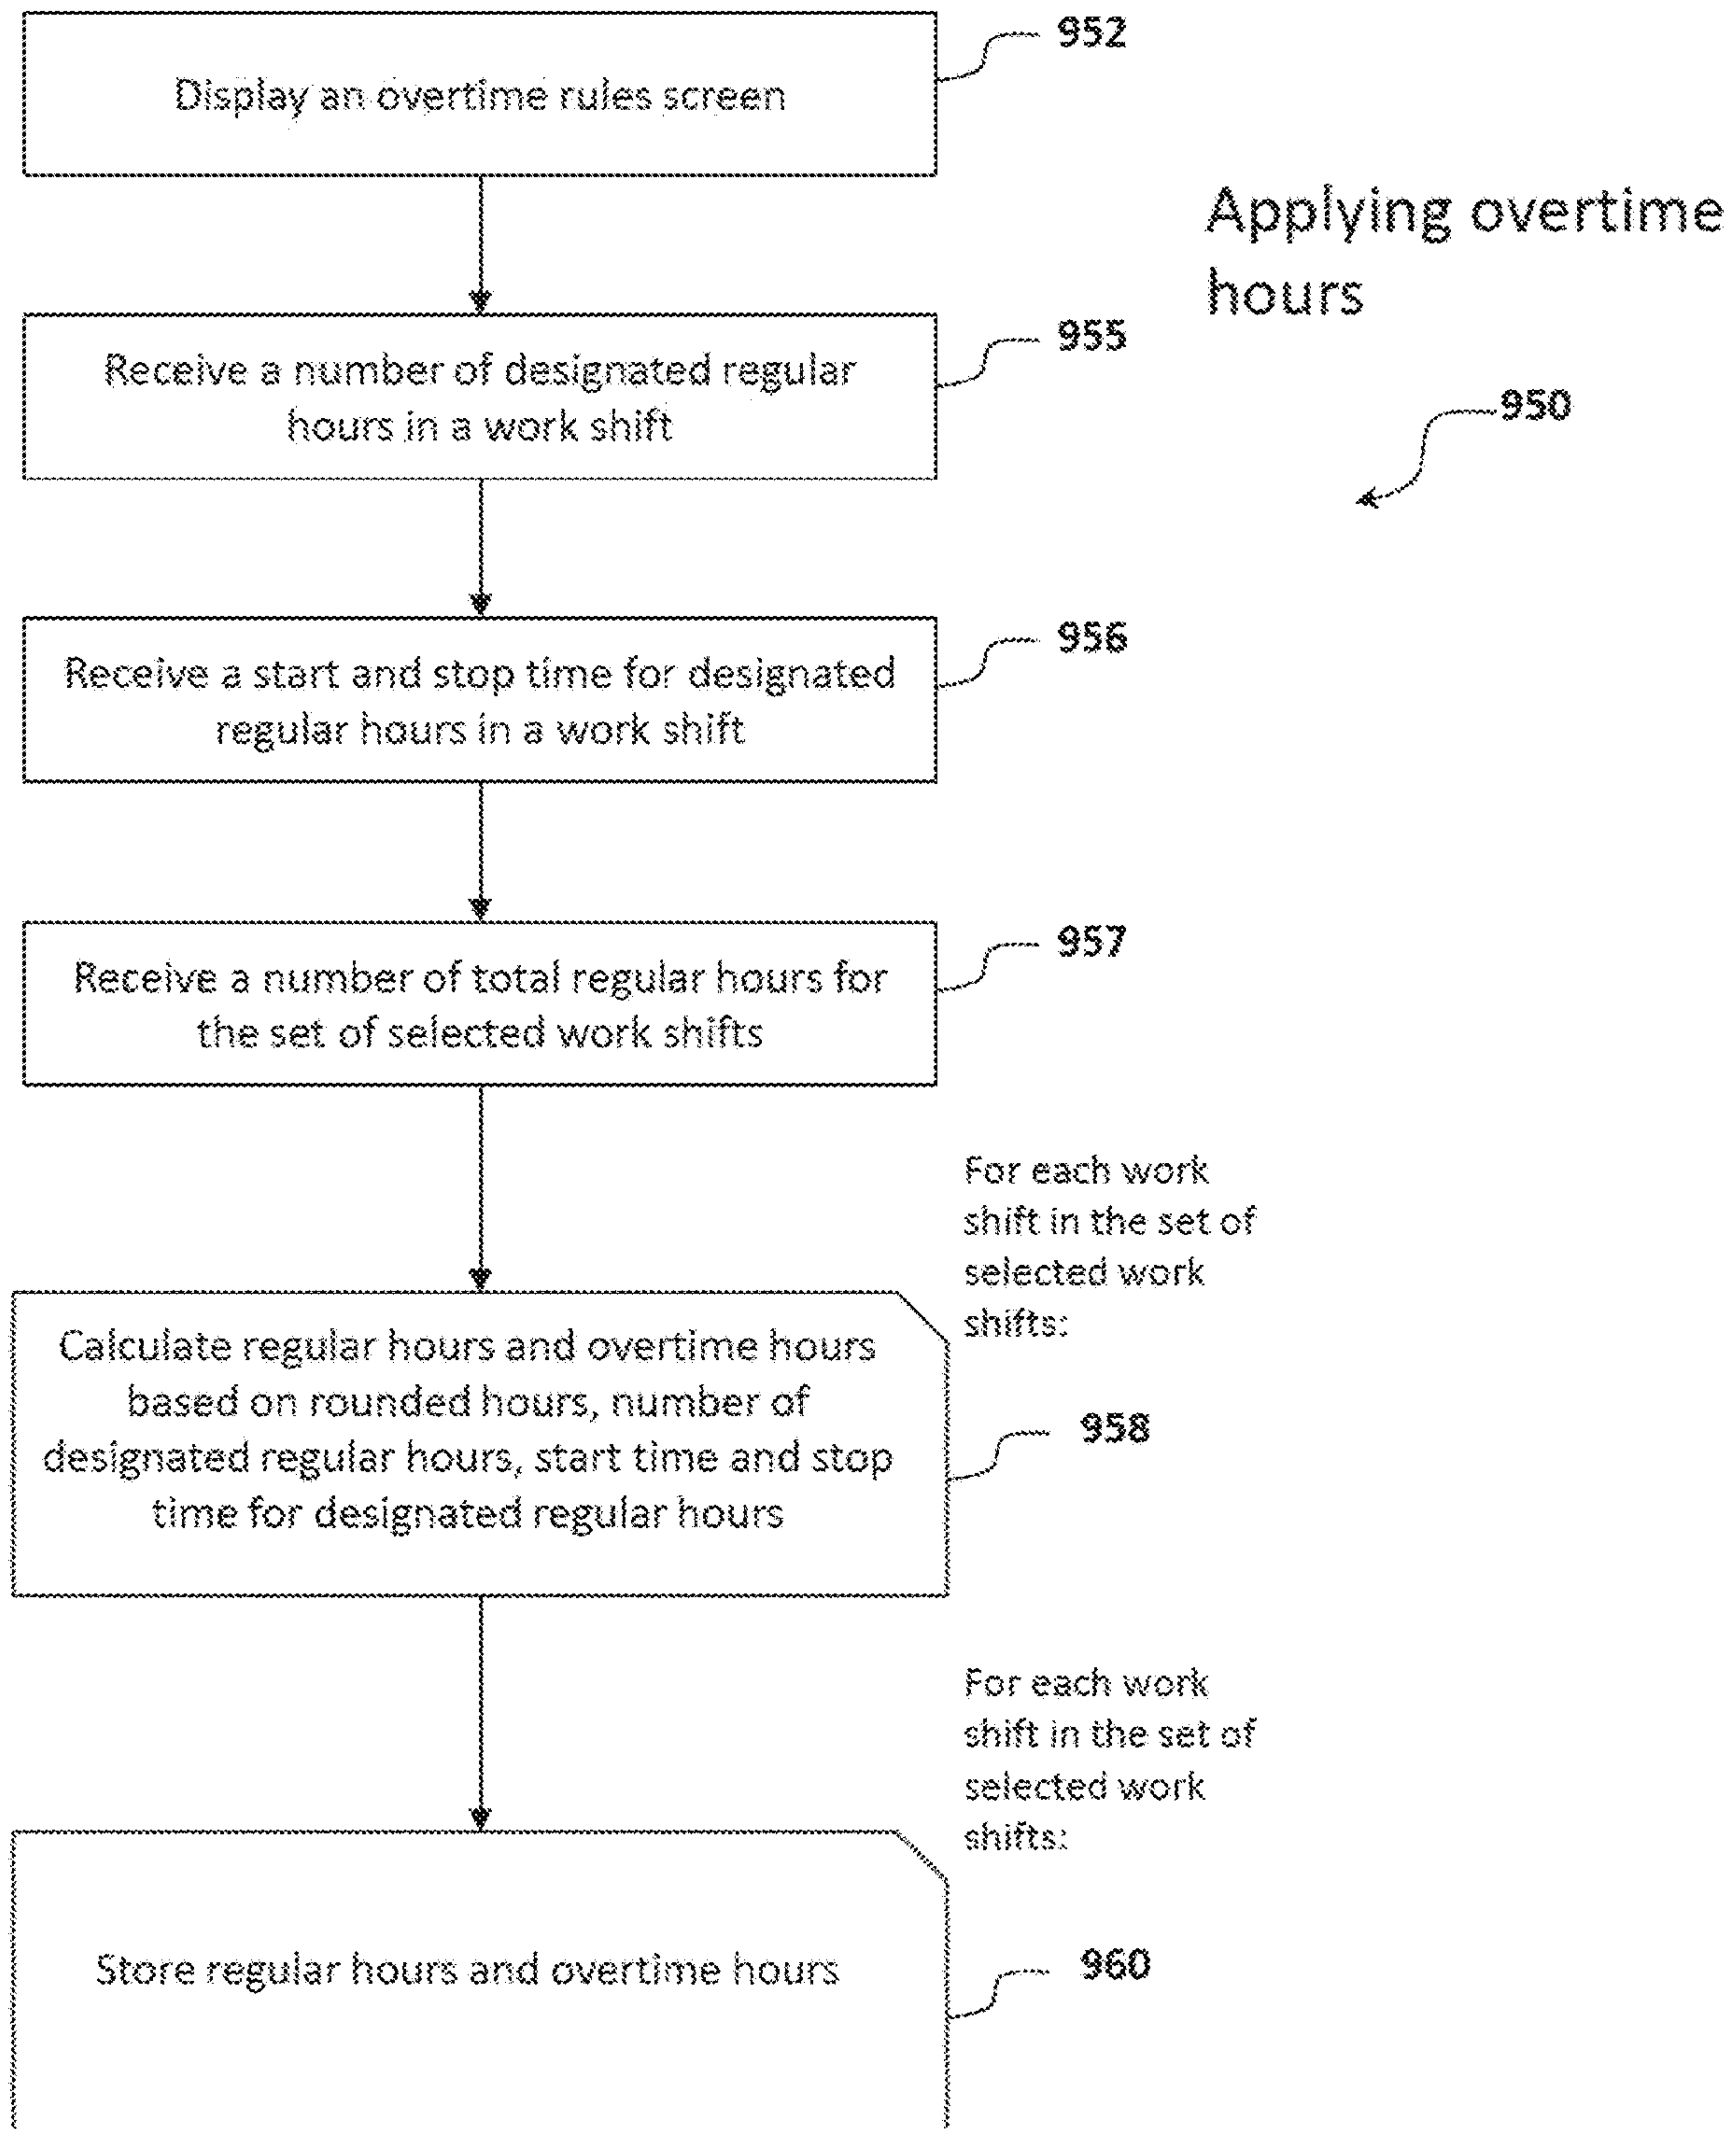 952
Display an overtime rules screen
Applying overtime
hours
955
Receive a number of designated regular
hours in a work shift
950
956
Receive a start and stop time for designated
regular hours in a work shift
957
Receive a number of total regular hours for
the set of selected work shifts
For each work
shift in the set of
selected work
shifts:
Calculate regular hours and overtime hours
based on rounded hours, number of
designated regular hours, start time and stop
time for designated regular hours
958
For each work
shift in the set of
selected work
shifts:
Store regular hours and overtime hours
960